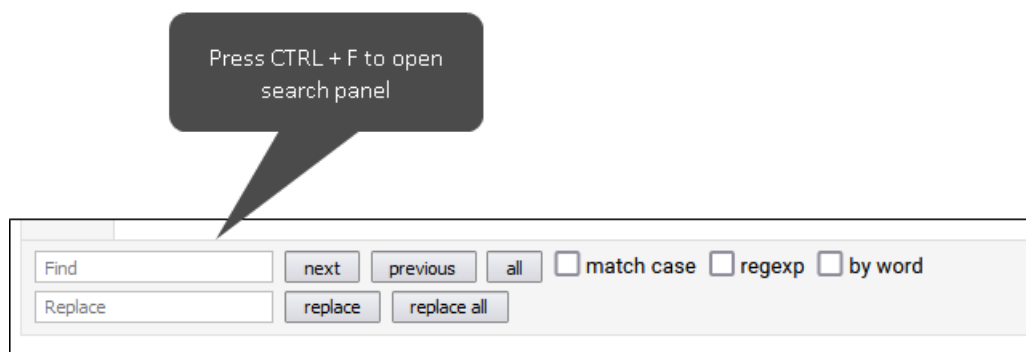 Press CTRL + F to open
search panel
Find next previous all match case regexp by word
Replace replace replace all